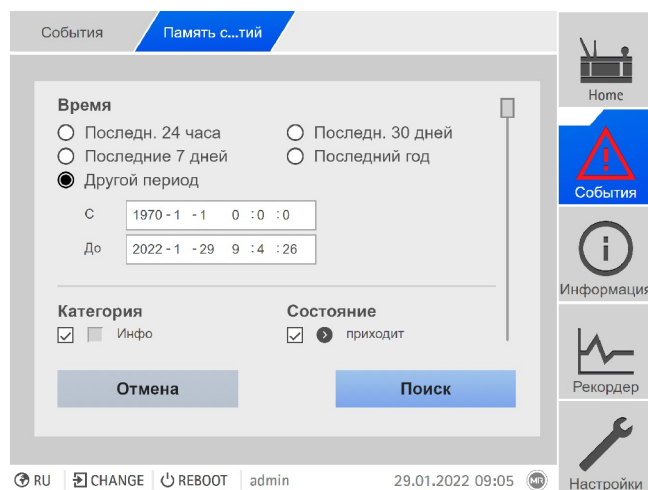 События
Память с...тий
Home
Время
Последн. 24 часа
Последн. 30 дней
Последние 7 дней
Последний год
Другой период
С
1970 - 1 - 1 0 : 0 : 0
До
2022 - 1 - 29 9 : 4 : 26
События
Информация
Категория
Состояние
Инфо
приходит
Отмена
Поиск
Рекордер
RU
CHANGE
REBOOT
admin
29.01.2022 09:05
MR
Настройки